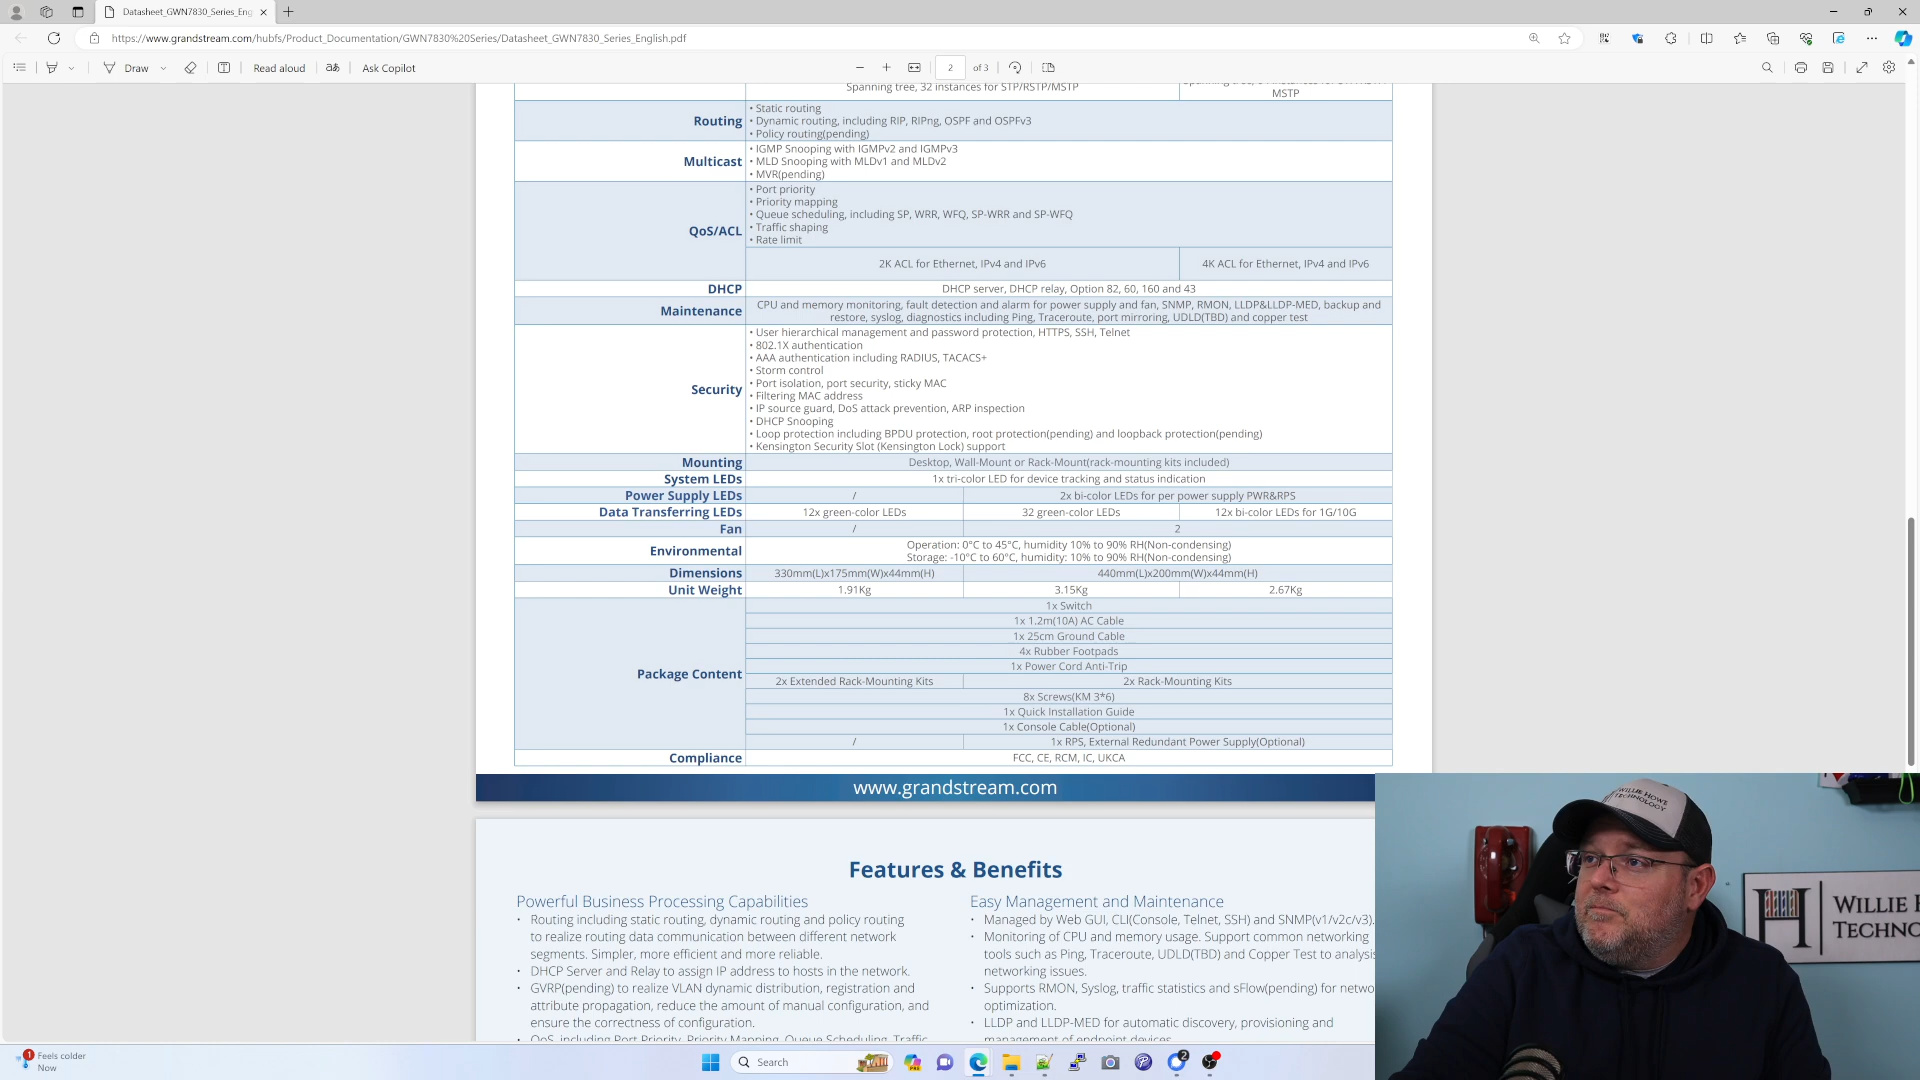 Datasheet_GWN7830_Series_Eng
https://www.grandstream.com/hubfs/Product_Documentation/GWN7830%20Series/Datasheet_GWN7830_Series_English.pdf
Draw
Read aloud
Ask Copilot
2
of 3
Spanning tree, 32 instances for STP/RSTP/MSTP
MSTP
Routing
• Static routing
• Dynamic routing, including RIP, RIPng, OSPF and OSPFv3
• Policy routing(pending)
Multicast
• IGMP Snooping with IGMPv2 and IGMPv3
• MLD Snooping with MLDv1 and MLDv2
• MVR(pending)
QoS/ACL
• Port priority
• Priority mapping
• Queue scheduling, including SP, WRR, WFQ, SP-WRR and SP-WFQ
• Traffic shaping
• Rate limit
2K ACL for Ethernet, IPv4 and IPv6
4K ACL for Ethernet, IPv4 and IPv6
DHCP
DHCP server, DHCP relay, Option 82, 60, 160 and 43
Maintenance
CPU and memory monitoring, fault detection and alarm for power supply and fan, SNMP, RMON, LLDP&LLDP-MED, backup and
restore, syslog, diagnostics including Ping, Traceroute, port mirroring, UDLD(TBD) and copper test
Security
• User hierarchical management and password protection, HTTPS, SSH, Telnet
• 802.1X authentication
• AAA authentication including RADIUS, TACACS+
• Storm control
• Port isolation, port security, sticky MAC
• Filtering MAC address
• IP source guard, DoS attack prevention, ARP inspection
• DHCP Snooping
• Loop protection including BPDU protection, root protection(pending) and loopback protection(pending)
• Kensington Security Slot (Kensington Lock) support
Mounting
Desktop, Wall-Mount or Rack-Mount(rack-mounting kits included)
System LEDs
1x tri-color LED for device tracking and status indication
Power Supply LEDs
/
2x bi-color LEDs for per power supply PWR&RPS
Data Transferring LEDs
12x green-color LEDs
32 green-color LEDs
12x bi-color LEDs for 1G/10G
Fan
/
2
Environmental
Operation: 0°C to 45°C, humidity 10% to 90% RH(Non-condensing)
Storage: -10°C to 60°C, humidity: 10% to 90% RH(Non-condensing)
Dimensions
330mm(L)x175mm(W)x44mm(H)
440mm(L)x200mm(W)x44mm(H)
Unit Weight
1.91Kg
3.15Kg
2.67Kg
Package Content
1x Switch
1x 1.2m(10A) AC Cable
1x 25cm Ground Cable
4x Rubber Footpads
1x Power Cord Anti-Trip
2x Extended Rack-Mounting Kits
2x Rack-Mounting Kits
8x Screws(KM 3*6)
1x Quick Installation Guide
1x Console Cable(Optional)
/
1x RPS, External Redundant Power Supply(Optional)
Compliance
FCC, CE, RCM, IC, UKCA
www.grandstream.com
Features & Benefits
Powerful Business Processing Capabilities
• Routing including static routing, dynamic routing and policy routing
to realize routing data communication between different network
segments. Simpler, more efficient and more reliable.
• DHCP Server and Relay to assign IP address to hosts in the network.
• GVRP(pending) to realize VLAN dynamic distribution, registration and
attribute propagation, reduce the amount of manual configuration, and
ensure the correctness of configuration.
• QoS, including Port Priority, Priority Mapping, Queue Scheduling, Traffic
Easy Management and Maintenance
• Managed by Web GUI, CLI(Console, Telnet, SSH) and SNMP(v1/v2c/v3).
• Monitoring of CPU and memory usage. Support common networking
tools such as Ping, Traceroute, UDLD(TBD) and Copper Test to analysis
networking issues.
• Supports RMON, Syslog, traffic statistics and sFlow(pending) for netwo
optimization.
• LLDP and LLDP-MED for automatic discovery, provisioning and
management of endpoint devices.
WILLIE HOWE
TECHNOLOGY
WILLIE H
TECHNO
1
Feels colder
Now
Search
2